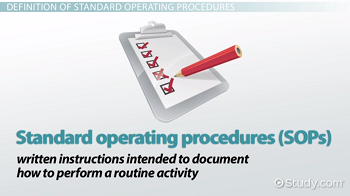 DEFINITION OF STANDARD OPERATING PROCEDURES
Standard operating procedures (SOPs)
written instructions intended to document
how to perform a routine activity
Study.com